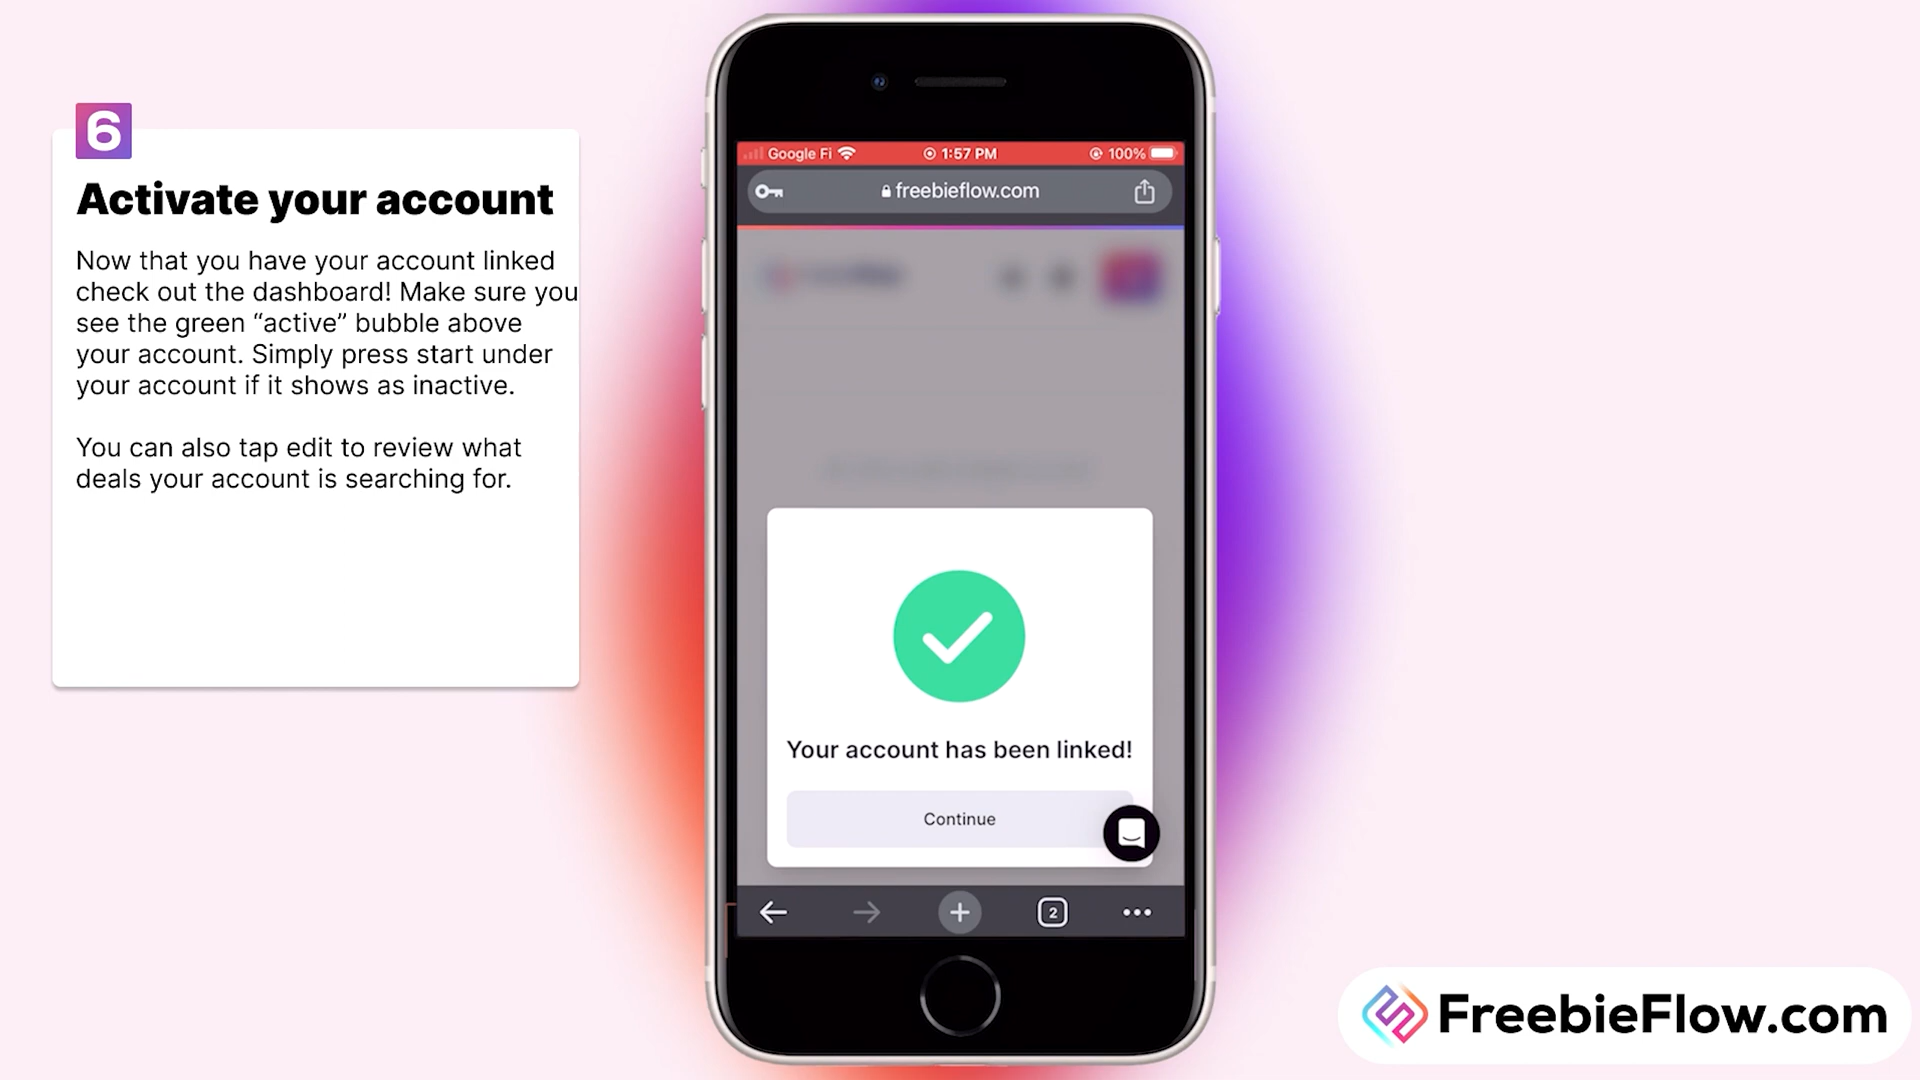 6
Activate your account
Now that you have your account linked
check out the dashboard! Make sure you
see the green “active” bubble above
your account. Simply press start under
your account if it shows as inactive.
You can also tap edit to review what
deals your account is searching for.
Google Fi 1:57 PM 100%
freebieflow.com
Your account has been linked!
Continue
2
FreebieFlow.com